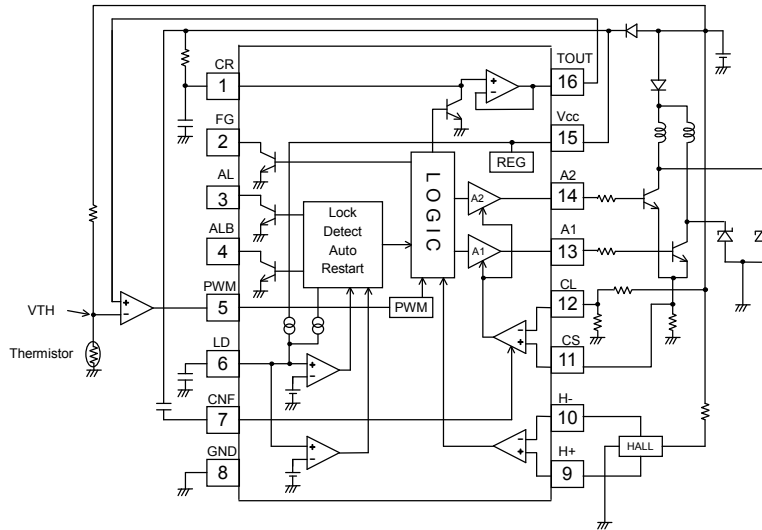 CR
1
TOUT
16
FG
2
Vcc
15
REG
AL
3
LOGIC
A2
14
A2
Lock
Detect
Auto
Restart
ALB
4
A1
A1
13
PWM
5
PWM
CL
12
VTH
+
−
Thermistor
LD
6
+
−
−
+
CS
11
CNF
7
H-
10
GND
8
+
−
−
+
H+
9
HALL
+
−